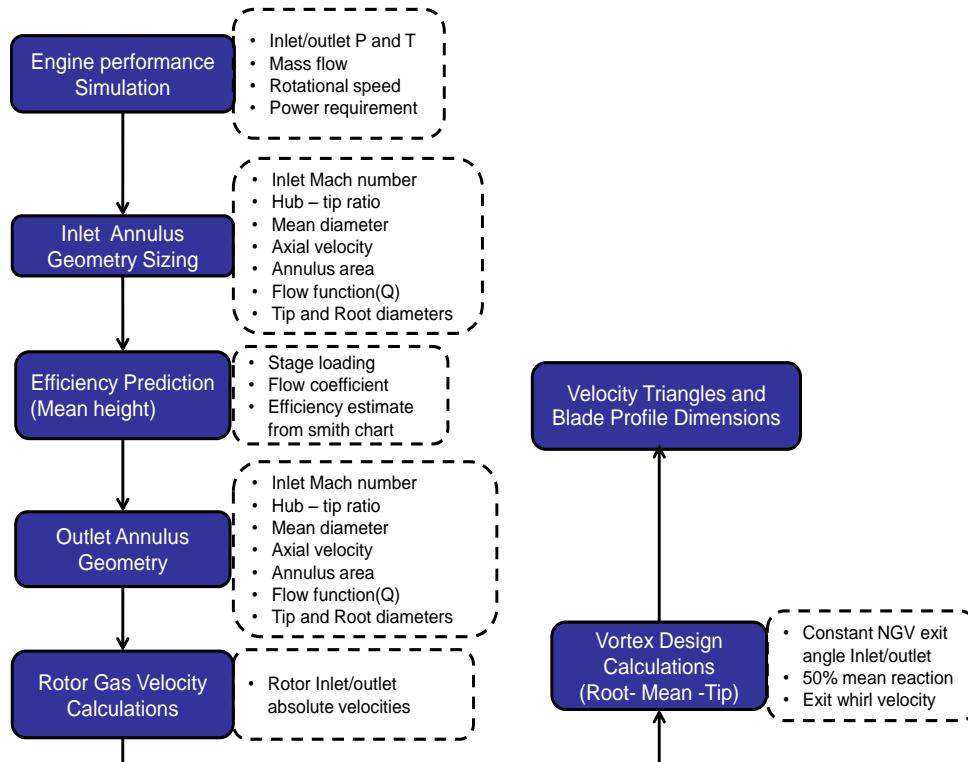 Engine performance
Simulation
• Inlet/outlet P and T
• Mass flow
• Rotational speed
• Power requirement
Inlet Annulus
Geometry Sizing
• Inlet Mach number
• Hub – tip ratio
• Mean diameter
• Axial velocity
• Annulus area
• Flow function(Q)
• Tip and Root diameters
Efficiency Prediction
(Mean height)
• Stage loading
• Flow coefficient
• Efficiency estimate
from smith chart
Outlet Annulus
Geometry
• Inlet Mach number
• Hub – tip ratio
• Mean diameter
• Axial velocity
• Annulus area
• Flow function(Q)
• Tip and Root diameters
Rotor Gas Velocity
Calculations
• Rotor Inlet/outlet
absolute velocities
Vortex Design
Calculations
(Root- Mean -Tip)
• Constant NGV exit
angle Inlet/outlet
• 50% mean reaction
• Exit whirl velocity
Velocity Triangles and
Blade Profile Dimensions